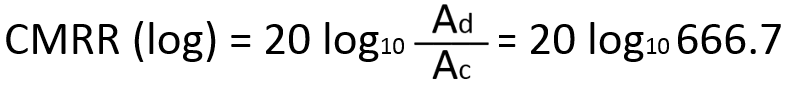 CMRR (log) = 20 log₁₀ Ad/Ac = 20 log₁₀ 666.7